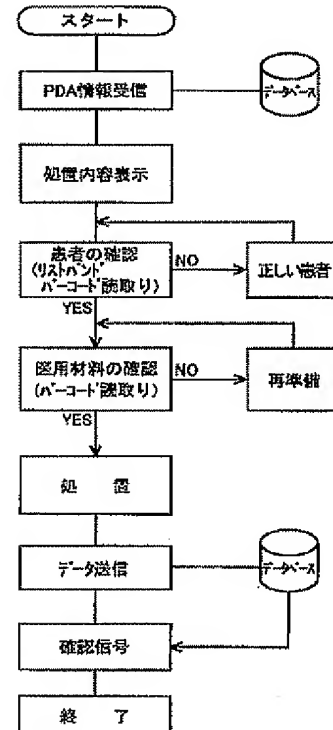 スタート
PDA情報受信
データベース
処置内容表示
患者の確認
(リストバンド
バーコード読取り)
NO
正しい患者
YES
医用材料の確認
(バーコード読取り)
NO
再準備
YES
処 置
データ送信
データベース
確認信号
終 了